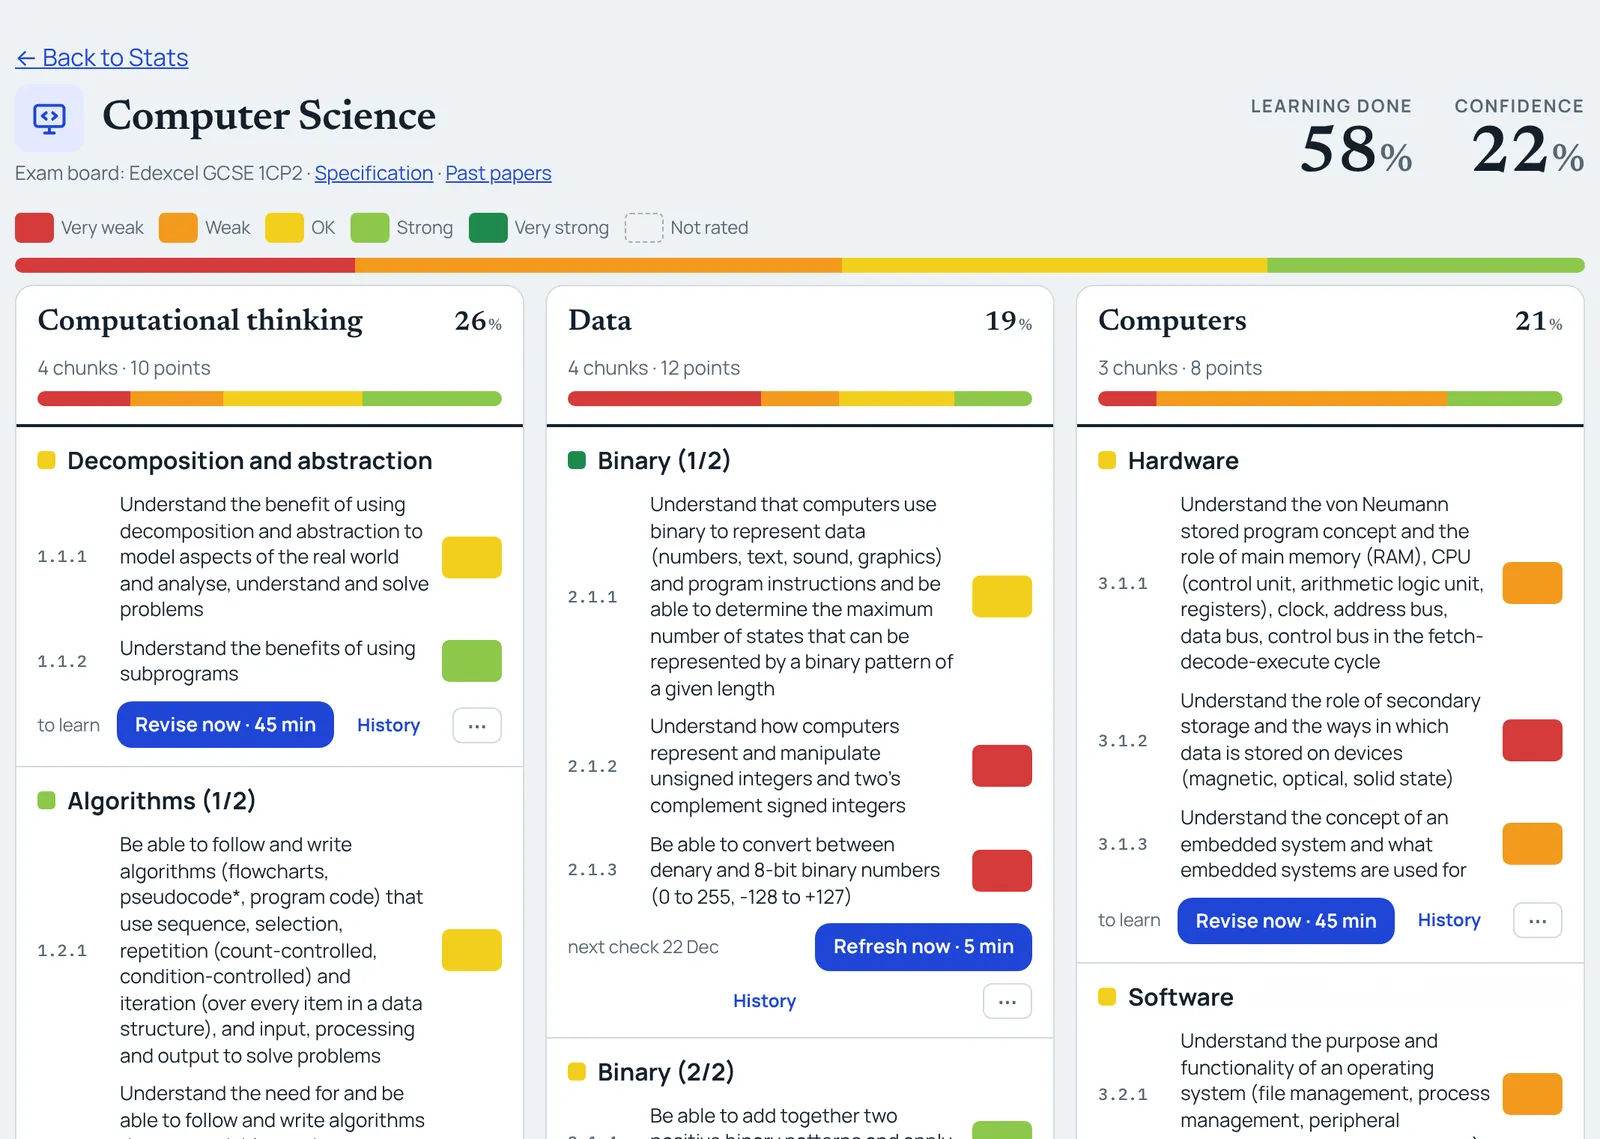 ← Back to Stats
Computer Science
LEARNING DONE
58%
CONFIDENCE
22%
Exam board: Edexcel GCSE 1CP2 · Specification · Past papers
Very weak
Weak
OK
Strong
Very strong
Not rated
Computational thinking
26%
4 chunks · 10 points
Decomposition and abstraction
1.1.1
Understand the benefit of using
decomposition and abstraction to
model aspects of the real world
and analyse, understand and solve
problems
1.1.2
Understand the benefits of using
subprograms
to learn
Revise now · 45 min
History
...
Algorithms (1/2)
1.2.1
Be able to follow and write
algorithms (flowcharts,
pseudocode*, program code) that
use sequence, selection,
repetition (count-controlled,
condition-controlled) and
iteration (over every item in a data
structure), and input, processing
and output to solve problems
Understand the need for and be
able to follow and write algorithms
Data
19%
4 chunks · 12 points
Binary (1/2)
2.1.1
Understand that computers use
binary to represent data
(numbers, text, sound, graphics)
and program instructions and be
able to determine the maximum
number of states that can be
represented by a binary pattern of
a given length
2.1.2
Understand how computers
represent and manipulate
unsigned integers and two's
complement signed integers
2.1.3
Be able to convert between
denary and 8-bit binary numbers
(0 to 255, -128 to +127)
next check 22 Dec
Refresh now · 5 min
History
...
Binary (2/2)
Be able to add together two
positive binary patterns and apply
Computers
21%
3 chunks · 8 points
Hardware
3.1.1
Understand the von Neumann
stored program concept and the
role of main memory (RAM), CPU
(control unit, arithmetic logic unit,
registers), clock, address bus,
data bus, control bus in the fetch-
decode-execute cycle
3.1.2
Understand the role of secondary
storage and the ways in which
data is stored on devices
(magnetic, optical, solid state)
3.1.3
Understand the concept of an
embedded system and what
embedded systems are used for
to learn
Revise now · 45 min
History
...
Software
3.2.1
Understand the purpose and
functionality of an operating
system (file management, process
management, peripheral